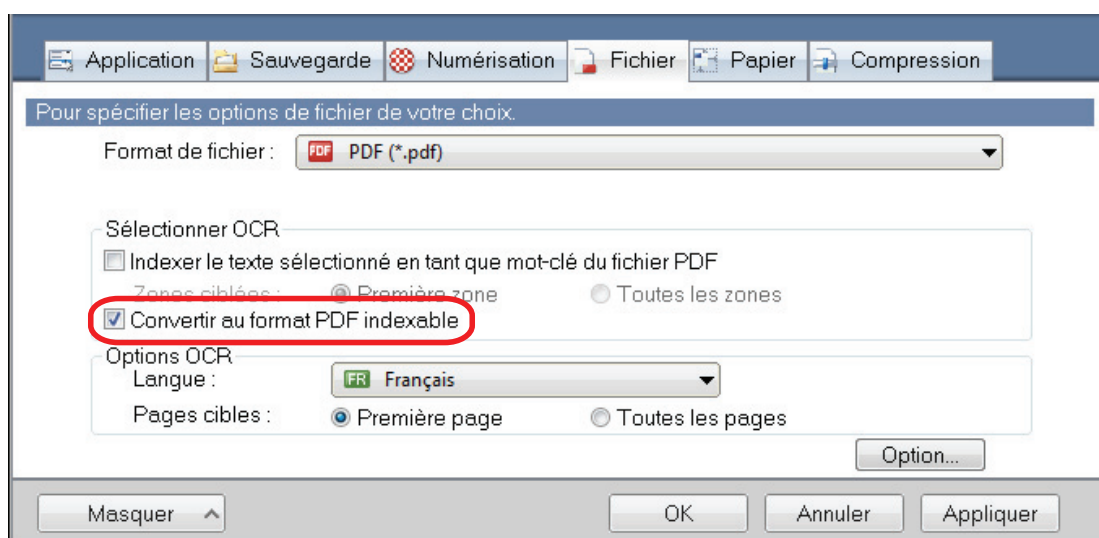 Application Sauvegarde Numérisation Fichier Papier Compression
Pour spécifier les options de fichier de votre choix.
Format de fichier : PDF PDF (*.pdf)
Sélectionner OCR
Indexer le texte sélectionné en tant que mot-clé du fichier PDF
Zones ciblées : Première zone Toutes les zones
Convertir au format PDF indexable
Options OCR
Langue : FR Français
Pages cibles : Première page Toutes les pages
Option...
Masquer OK Annuler Appliquer